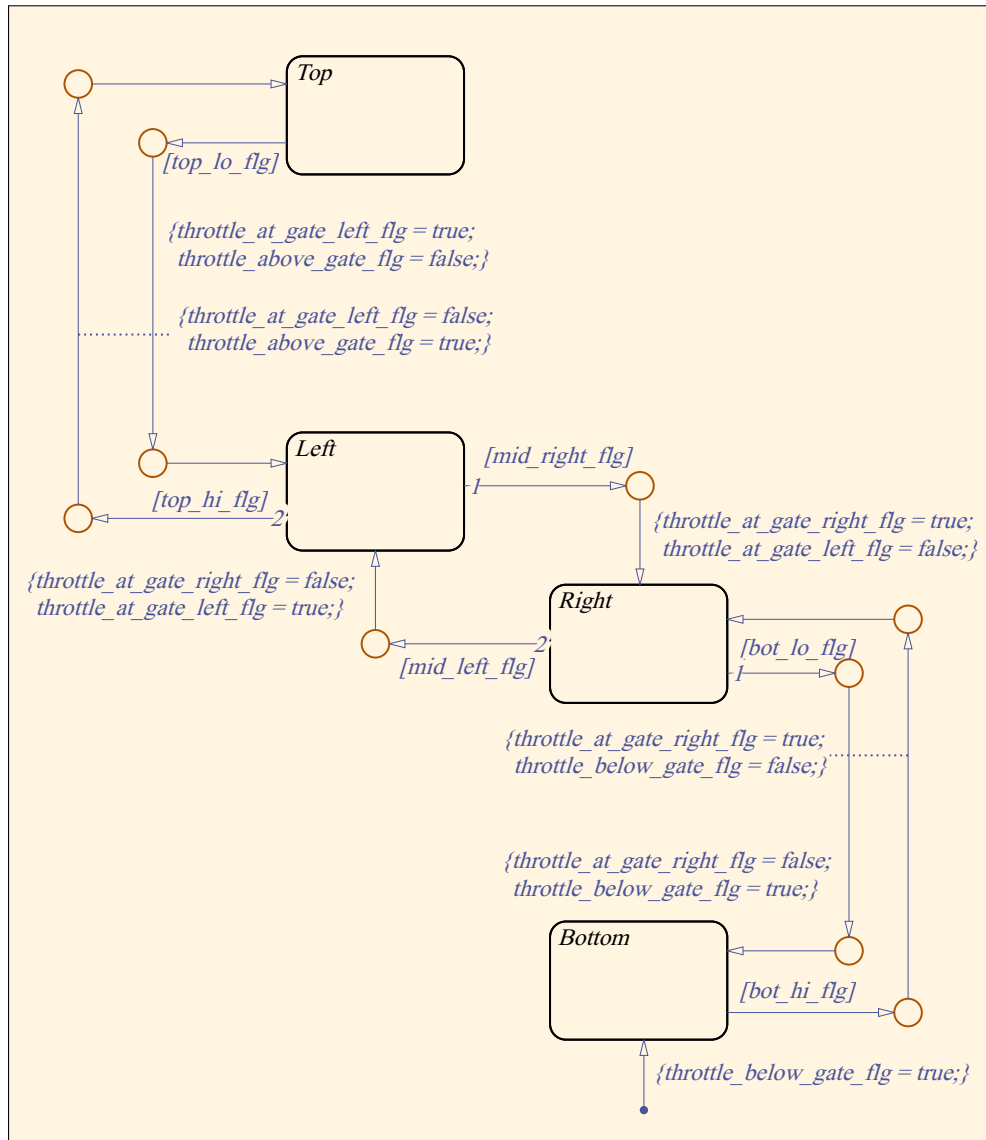 Top
[top_lo_flg]
{throttle_at_gate_left_flg = true;
throttle_above_gate_flg = false;}
{throttle_at_gate_left_flg = false;
throttle_above_gate_flg = true;}
Left
[mid_right_flg]
1
[top_hi_flg]
2
{throttle_at_gate_right_flg = true;
throttle_at_gate_left_flg = false;}
{throttle_at_gate_right_flg = false;
throttle_at_gate_left_flg = true;}
Right
2
[mid_left_flg]
[bot_lo_flg]
1
{throttle_at_gate_right_flg = true;
throttle_below_gate_flg = false;}
{throttle_at_gate_right_flg = false;
throttle_below_gate_flg = true;}
Bottom
[bot_hi_flg]
{throttle_below_gate_flg = true;}